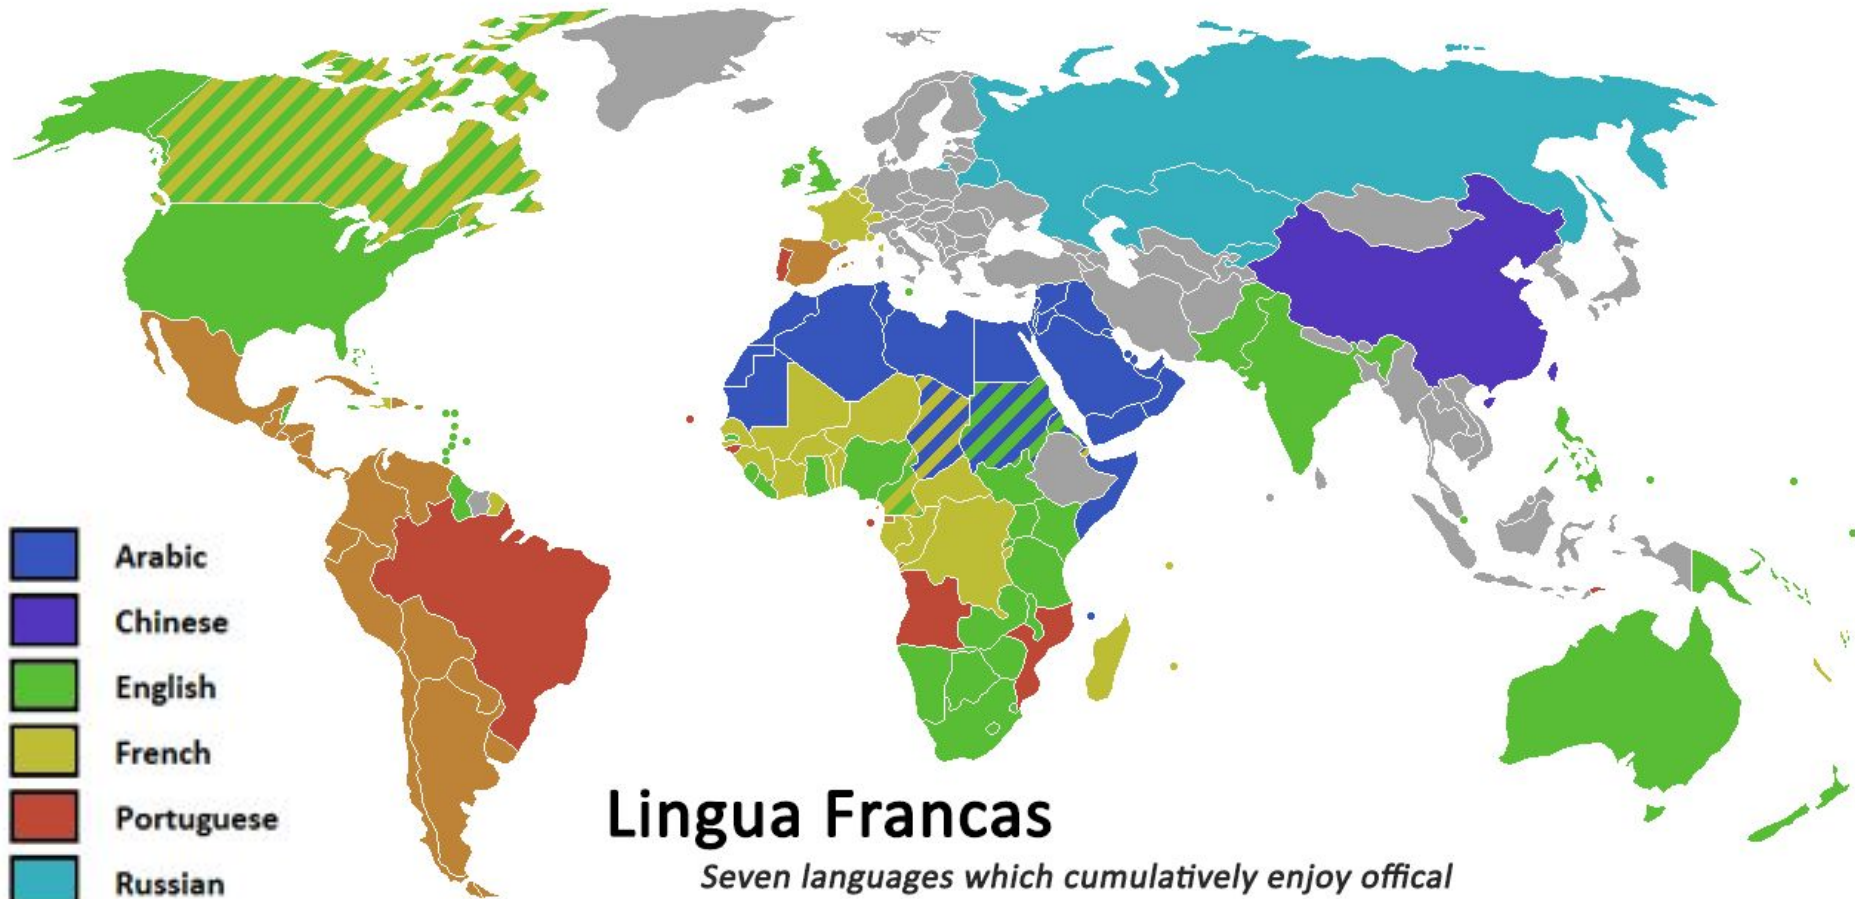 Arabic
Chinese
English
French
Portuguese
Russian
Lingua Francas
Seven languages which cumulatively enjoy offical